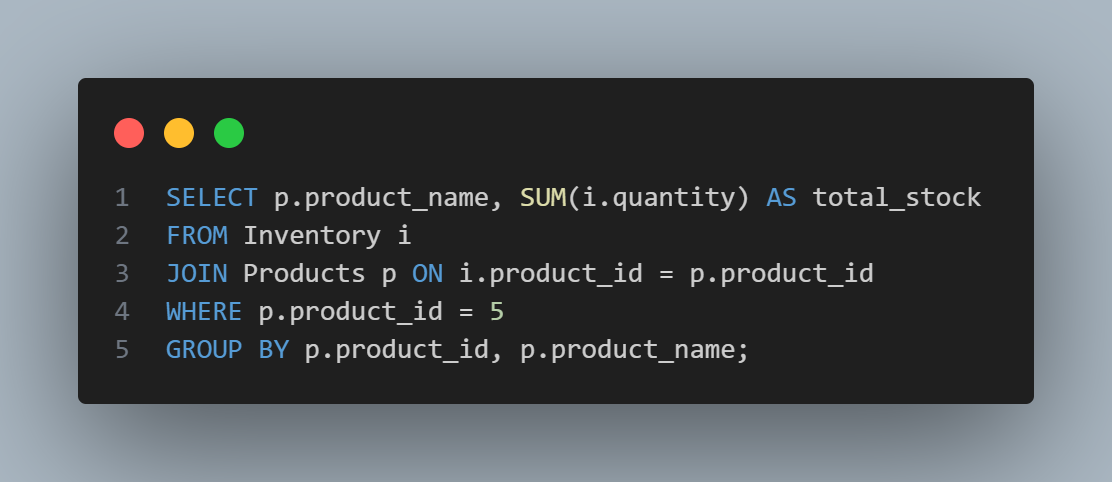 1 SELECT p.product_name, SUM(i.quantity) AS total_stock
2 FROM Inventory i
3 JOIN Products p ON i.product_id = p.product_id
4 WHERE p.product_id = 5
5 GROUP BY p.product_id, p.product_name;